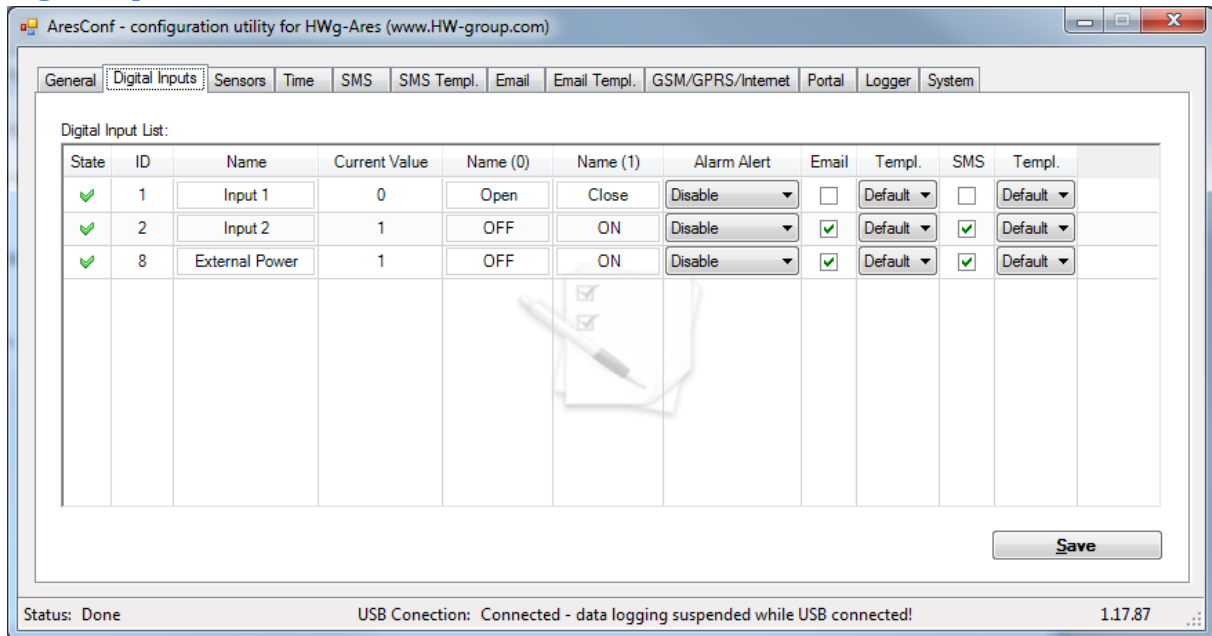 AresConf - configuration utility for HWg-Ares (www.HW-group.com)
General Digital Inputs Sensors Time SMS SMS Templ. Email Email Templ. GSM/GPRS/Internet Portal Logger System
Digital Input List:
State ID Name Current Value Name (0) Name (1) Alarm Alert Email Templ. SMS Templ.
1 Input 1 0 Open Close Disable Default Default
2 Input 2 1 OFF ON Disable Default Default
8 External Power 1 OFF ON Disable Default Default
Save
Status: Done USB Conection: Connected - data logging suspended while USB connected! 1.17.87